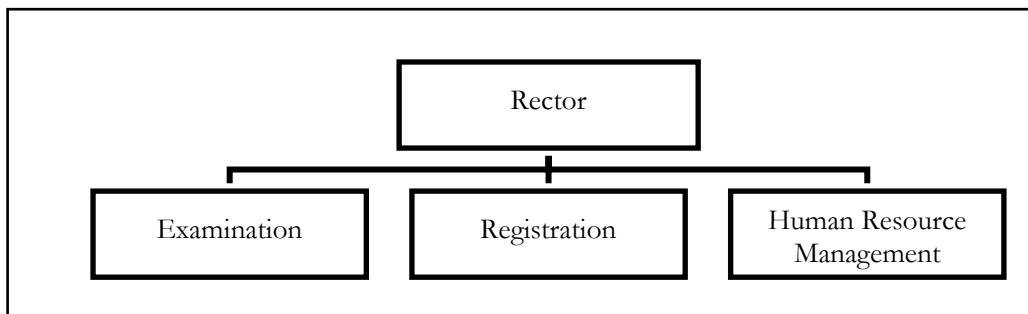 Rector
Examination
Registration
Human Resource
Management